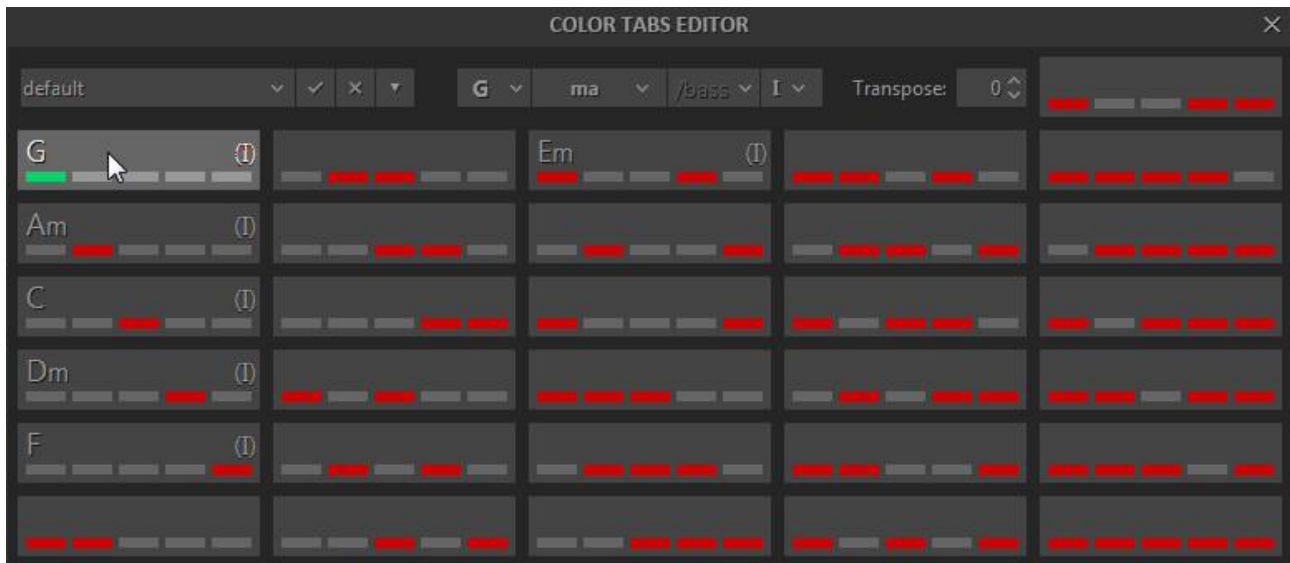 COLOR TABS EDITOR
default G ma /bass I Transpose: 0
G (I) Em (I)
Am (I)
C (I)
Dm (I)
F (I)